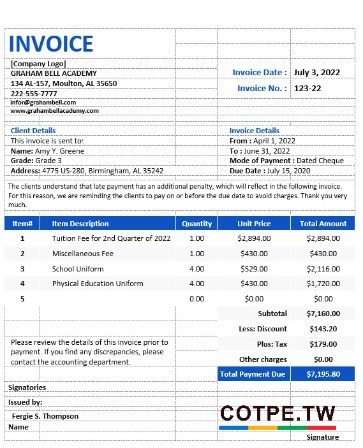 INVOICE
[Company Logo]
GRAHAM BELL ACADEMY
134 AL-157, Moulton, AL 35650
222-555-7777
infor@grahambell.com
www.grahambellacademy.com
Invoice Date : July 3, 2022
Invoice No. : 123-22
Client Details
This invoice is sent to:
Name: Amy Y. Greene
Grade: Grade 3
Address: 4775 US-280, Birmingham, AL 35242
Invoice Details
From : April 1, 2022
To : June 31, 2022
Mode of Payment : Dated Cheque
Due Date : July 15, 2020
The clients understand that late payment has an additional penalty, which will reflect in the following invoice.
For this reason, we are reminding the clients to pay on or before the due date to avoid charges. Thank you very
much.
Item# Item Description Quantity Unit Price Total Amount
1 Tuition Fee for 2nd Quarter of 2022 1.00 $2,894.00 $2,894.00
2 Miscellaneous Fee 1.00 $430.00 $430.00
3 School Uniform 4.00 $529.00 $2,116.00
4 Physical Education Uniform 4.00 $430.00 $1,720.00
5 0.00 $0.00 $0.00
Subtotal $7,160.00
Less: Discount $143.20
Plus: Tax $179.00
Other charges $0.00
Total Payment Due $7,195.80
Please review the details of this invoice prior to
payment. If you find any discrepancies, please
contact the accounting department.
Signatories
Issued by:
Fergie S. Thompson
Name
COTPE.TW
Signature